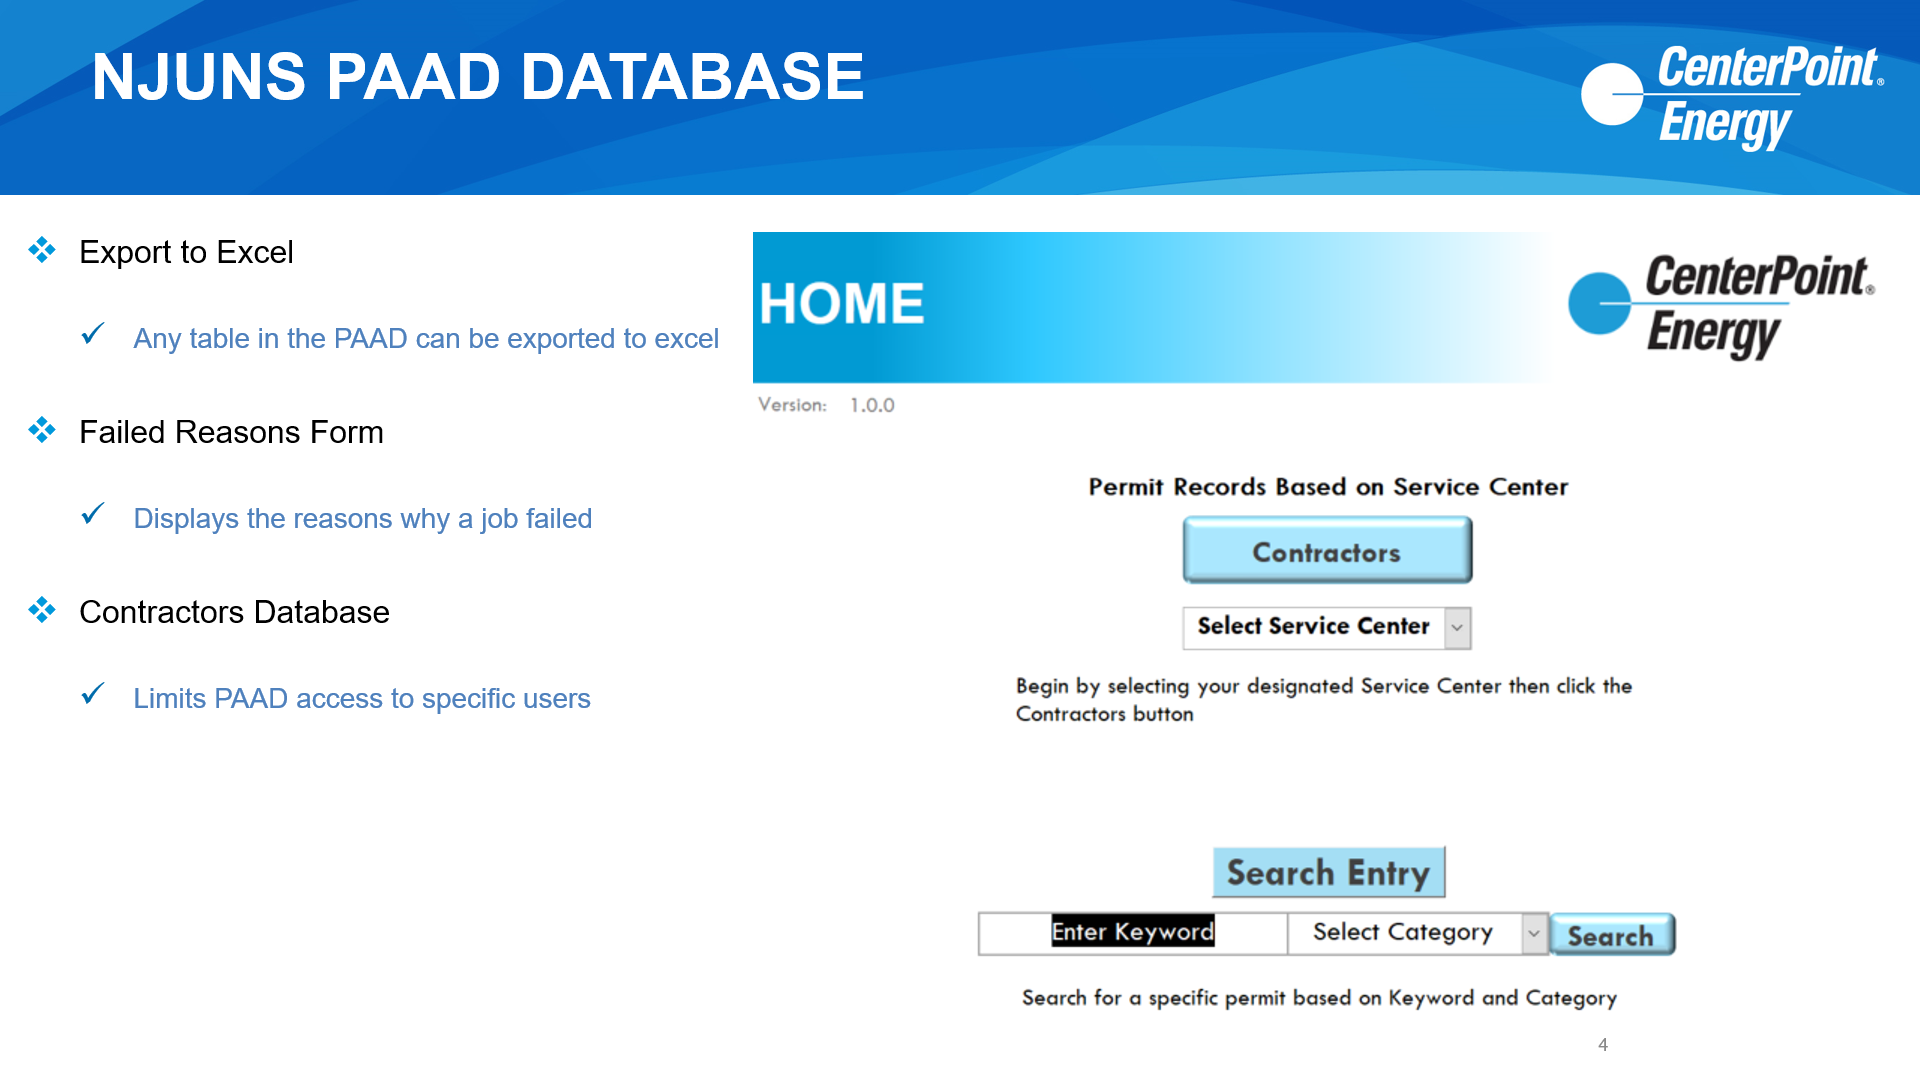 NJUNS PAAD DATABASE
CenterPoint®
Energy
Export to Excel
Any table in the PAAD can be exported to excel
Failed Reasons Form
Displays the reasons why a job failed
Contractors Database
Limits PAAD access to specific users
HOME
CenterPoint®
Energy
Version: 1.0.0
Permit Records Based on Service Center
Contractors
Select Service Center
Begin by selecting your designated Service Center then click the
Contractors button
Search Entry
Enter Keyword Select Category Search
Search for a specific permit based on Keyword and Category
4